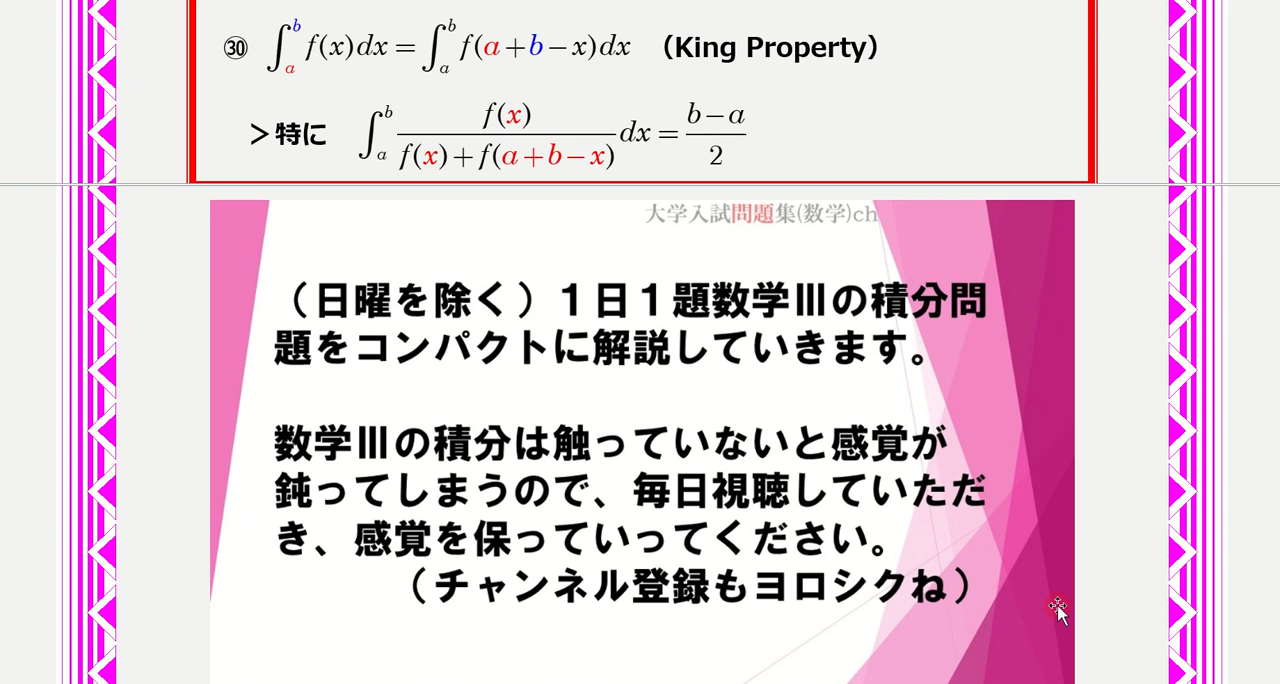 ㉚ ∫_a^b f(x)dx = ∫_a^b f(a+b−x)dx （King Property）
＞特に ∫_a^b f(x)/(f(x)+f(a+b−x)) dx = (b−a)/2
大学入試問題集(数学)ch
（日曜を除く）１日１題数学Ⅲの積分問
題をコンパクトに解説していきます。
数学Ⅲの積分は触っていないと感覚が
鈍ってしまうので、毎日視聴していただ
き、感覚を保っていってください。
（チャンネル登録もヨロシクね）